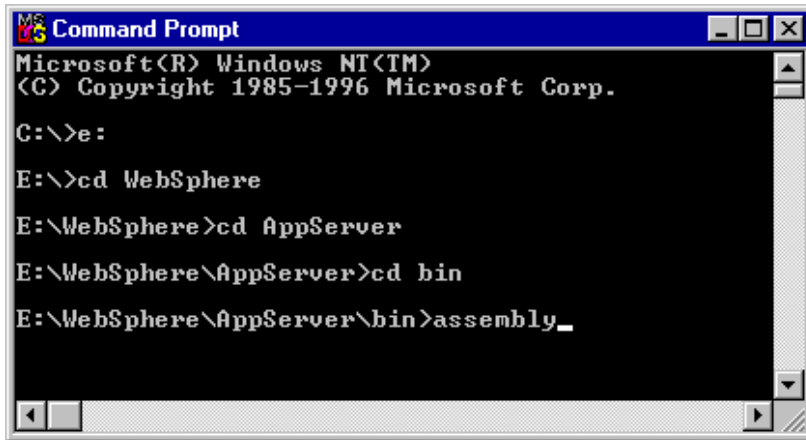 Command Prompt
Microsoft(R) Windows NT(TM)
(C) Copyright 1985-1996 Microsoft Corp.
C:\>e:
E:\>cd WebSphere
E:\WebSphere>cd AppServer
E:\WebSphere\AppServer>cd bin
E:\WebSphere\AppServer\bin>assembly_